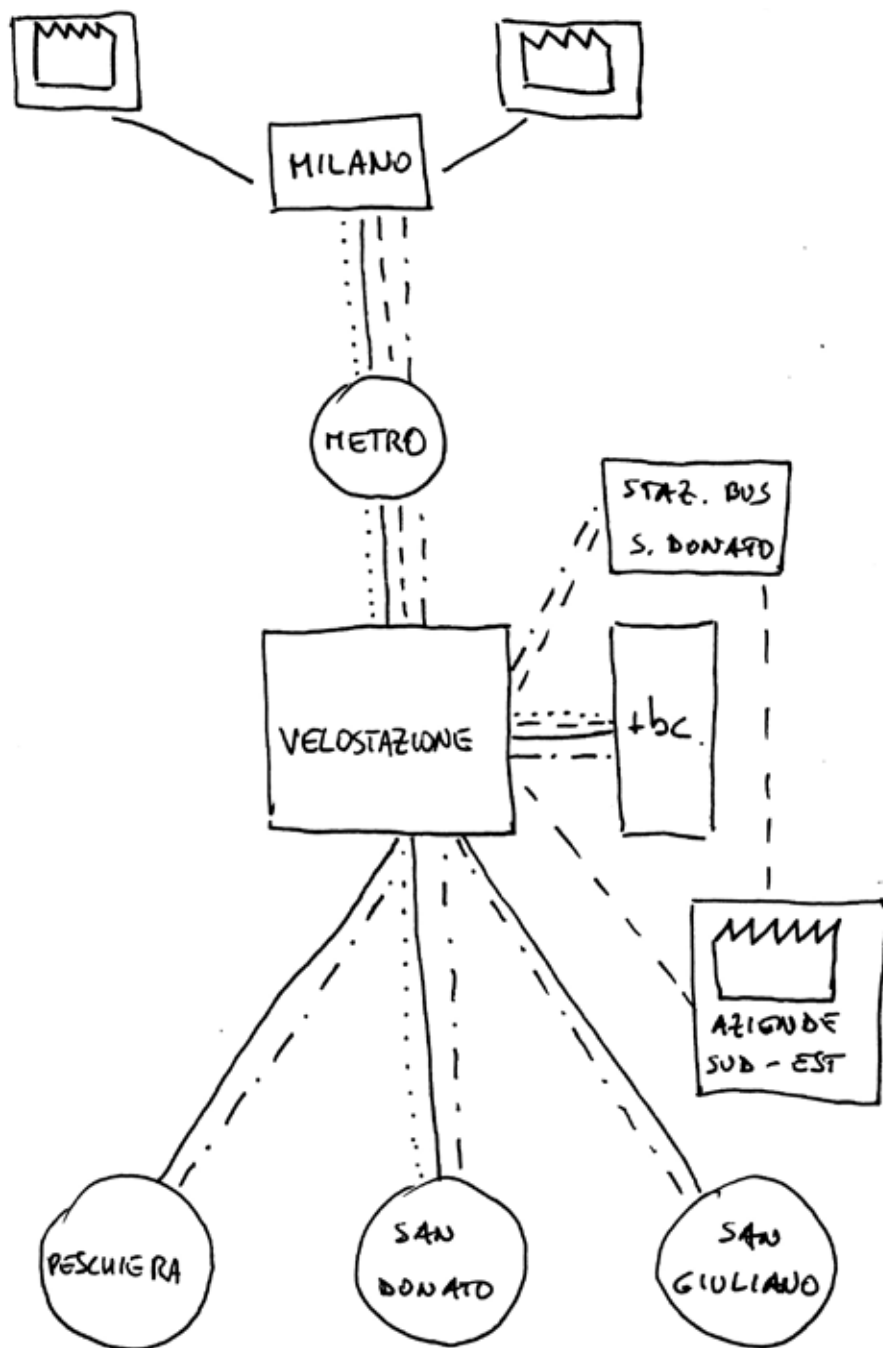 MILANO
METRO
STAZ. BUS
S. DONATO
VELOSTAZIONE
tbc.
AZIENDE
SUD - EST
PESCHIERA
SAN
DONATO
SAN
GIULIANO